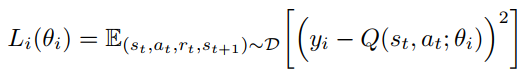 L_i(θ_i) = 𝔼_{(s_t,a_t,r_t,s_{t+1})∼𝒟}[(y_i − Q(s_t, a_t; θ_i))^2]